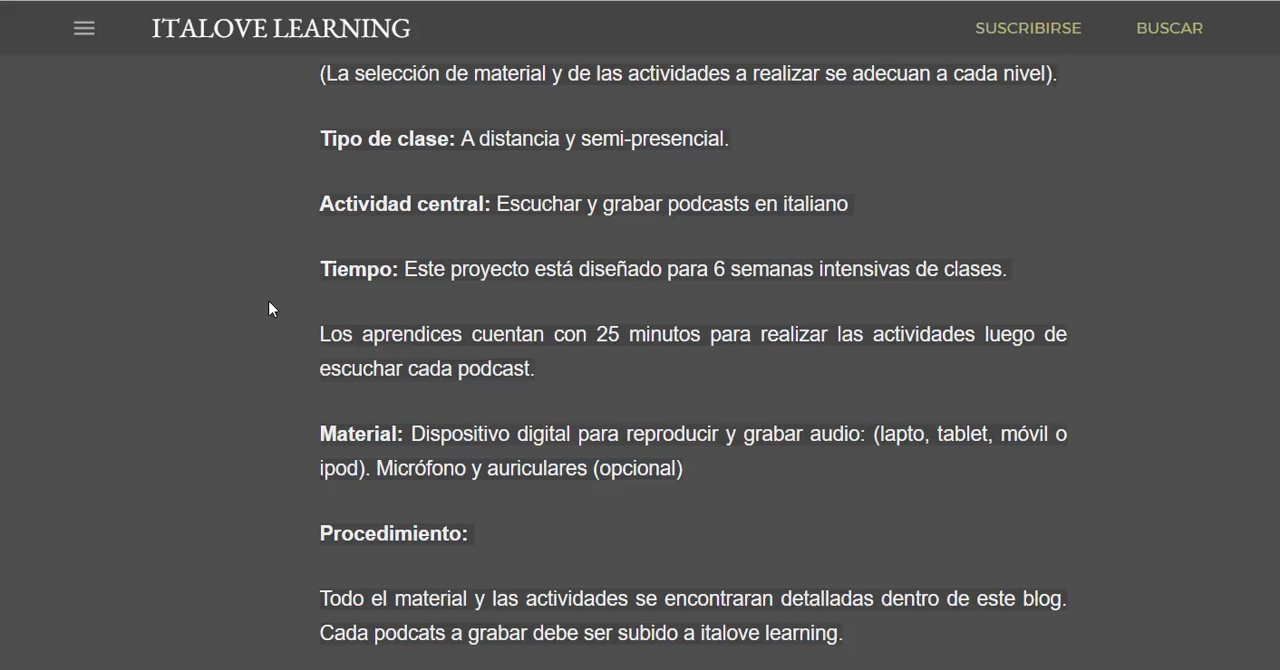 ITALOVE LEARNING SUSCRIBIRSE BUSCAR
(La selección de material y de las actividades a realizar se adecuan a cada nivel).
Tipo de clase: A distancia y semi-presencial.
Actividad central: Escuchar y grabar podcasts en italiano
Tiempo: Este proyecto está diseñado para 6 semanas intensivas de clases.
Los aprendices cuentan con 25 minutos para realizar las actividades luego de
escuchar cada podcast.
Material: Dispositivo digital para reproducir y grabar audio: (lapto, tablet, móvil o
ipod). Micrófono y auriculares (opcional)
Procedimiento:
Todo el material y las actividades se encontraran detalladas dentro de este blog.
Cada podcats a grabar debe ser subido a italove learning.